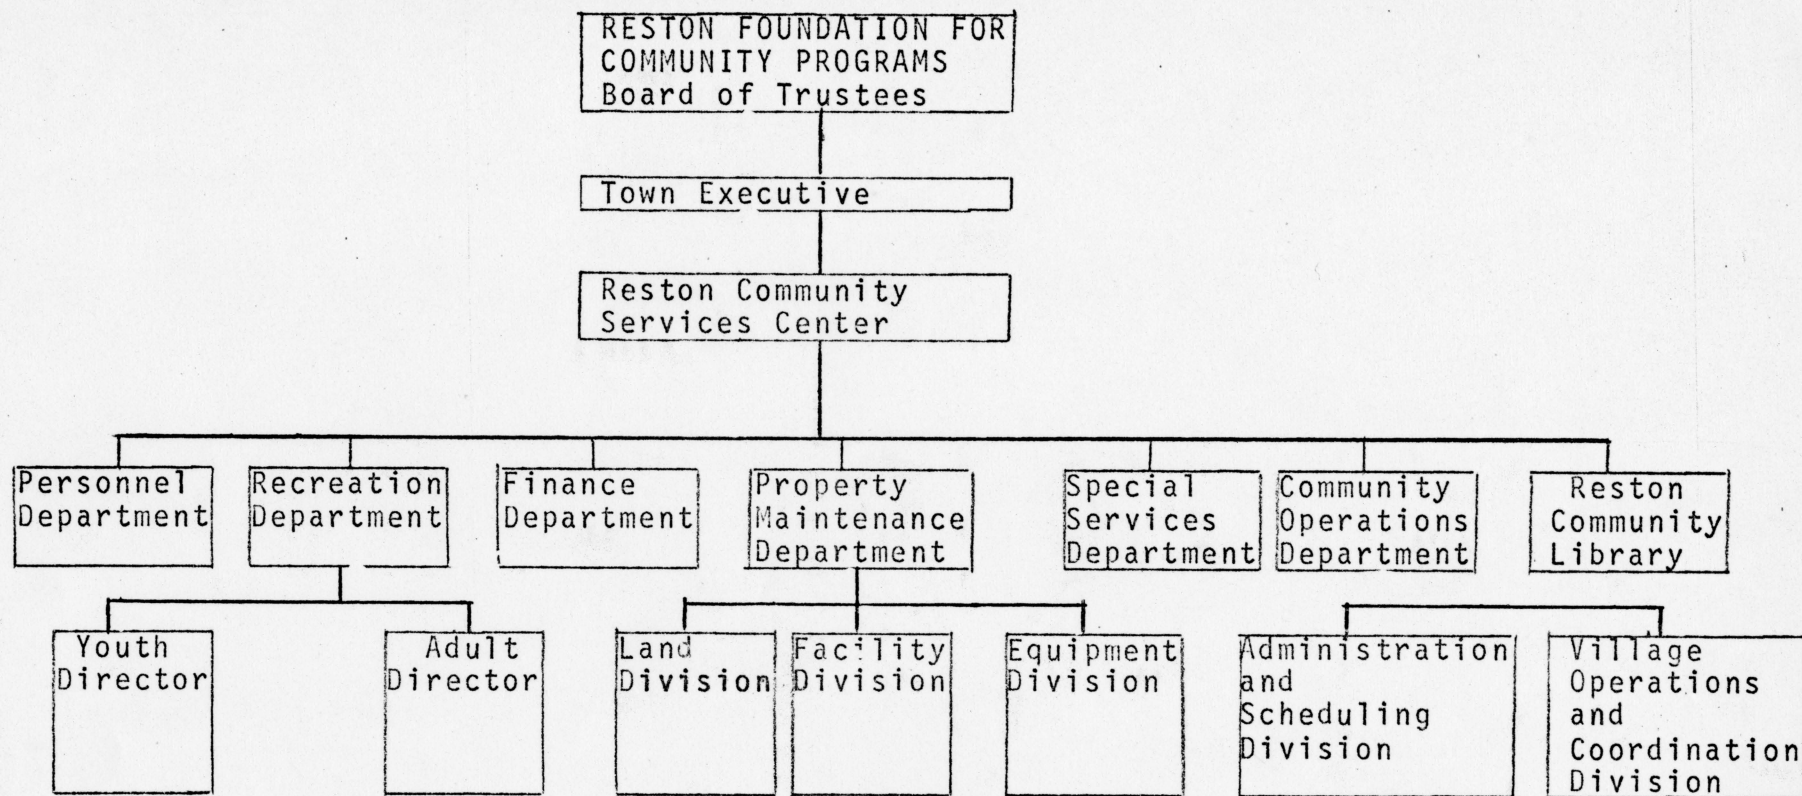 RESTON FOUNDATION FOR
COMMUNITY PROGRAMS
Board of Trustees
Town Executive
Reston Community
Services Center
Personnel
Department
Recreation
Department
Finance
Department
Property
Maintenance
Department
Special
Services
Department
Community
Operations
Department
Reston
Community
Library
Youth
Director
Adult
Director
Land
Division
Facility
Division
Equipment
Division
Administration
and
Scheduling
Division
Village
Operations
and
Coordination
Division